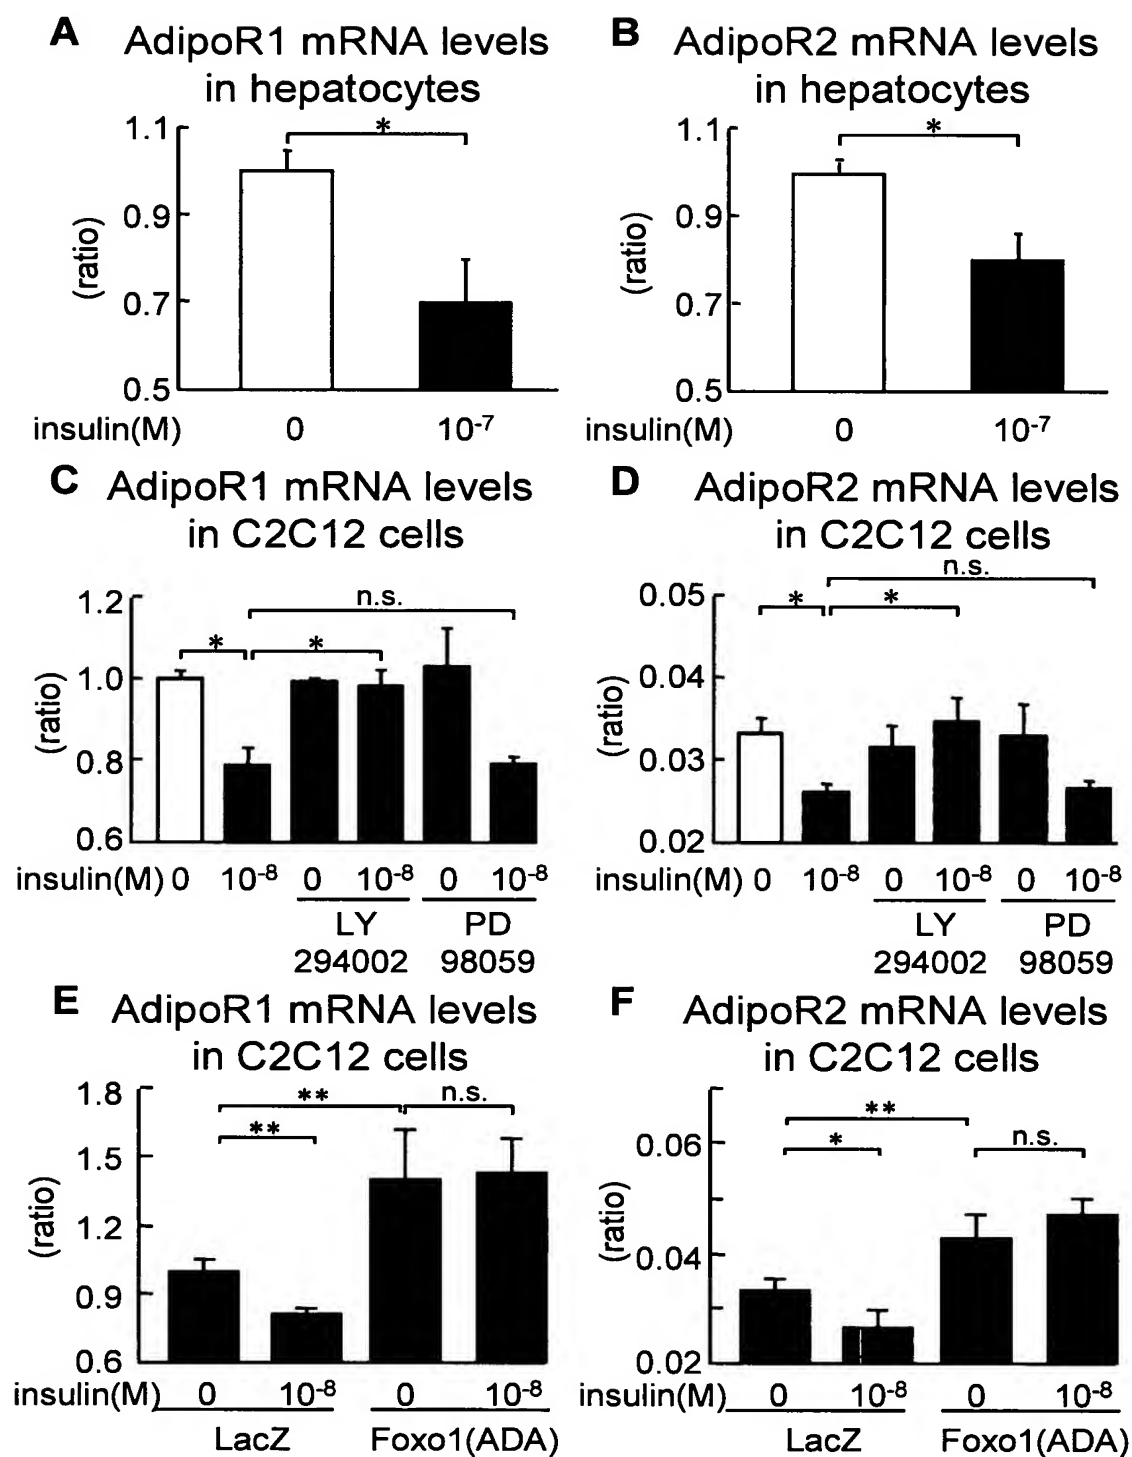 A AdipoR1 mRNA levels
in hepatocytes
1.1
*
0.9
(ratio)
0.7
0.5
insulin(M) 0 10⁻⁷
B AdipoR2 mRNA levels
in hepatocytes
1.1
*
0.9
(ratio)
0.7
0.5
insulin(M) 0 10⁻⁷
C AdipoR1 mRNA levels
in C2C12 cells
1.2
n.s.
* *
1.0
(ratio)
0.8
0.6
insulin(M) 0 10⁻⁸ 0 10⁻⁸ 0 10⁻⁸
LY PD
294002 98059
D AdipoR2 mRNA levels
in C2C12 cells
n.s.
0.05
* *
0.04
(ratio)
0.03
0.02
insulin(M) 0 10⁻⁸ 0 10⁻⁸ 0 10⁻⁸
LY PD
294002 98059
E AdipoR1 mRNA levels
in C2C12 cells
1.8
** n.s.
**
1.5
(ratio)
1.2
0.9
0.6
insulin(M) 0 10⁻⁸ 0 10⁻⁸
LacZ Foxo1(ADA)
F AdipoR2 mRNA levels
in C2C12 cells
**
0.06
* n.s.
(ratio)
0.04
0.02
insulin(M) 0 10⁻⁸ 0 10⁻⁸
LacZ Foxo1(ADA)